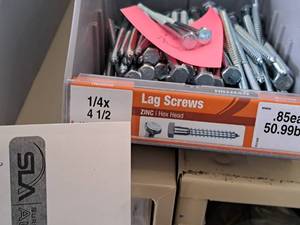 1/4x
4 1/2
Lag Screws
ZINC | Hex Head
.85ea
50.99b
SLA